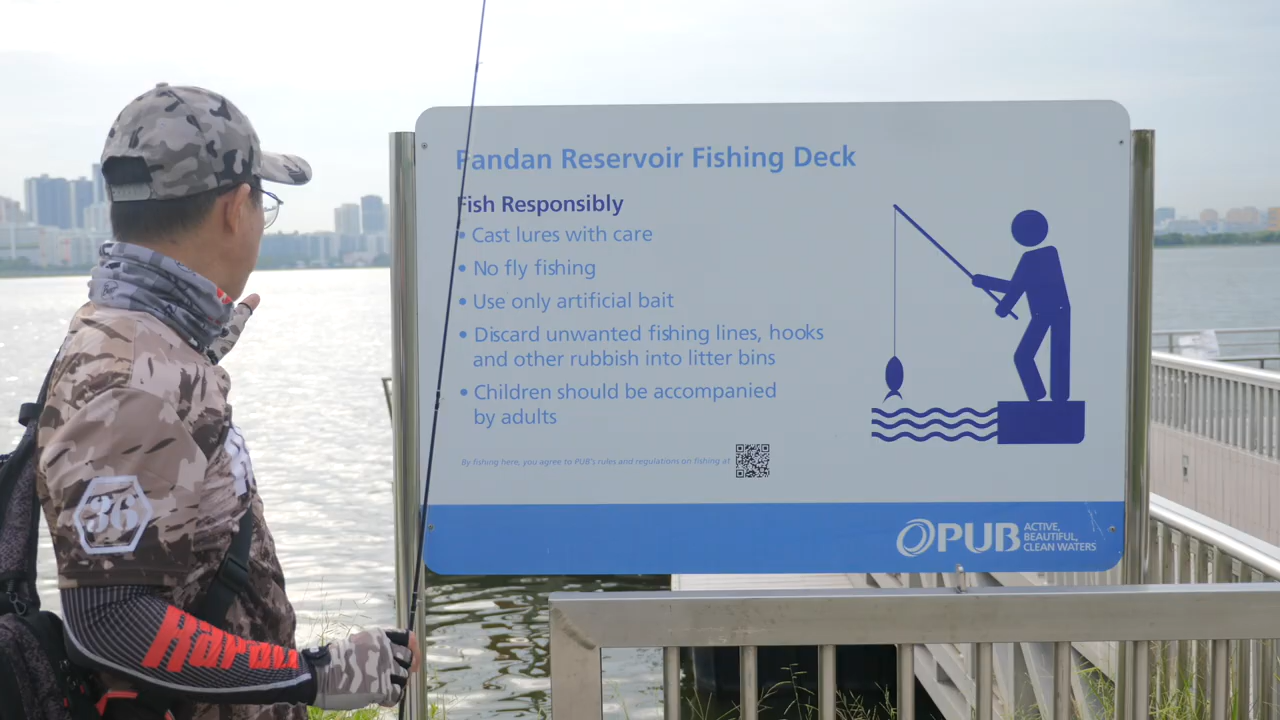 Pandan Reservoir Fishing Deck
Fish Responsibly
• Cast lures with care
• No fly fishing
• Use only artificial bait
• Discard unwanted fishing lines, hooks
and other rubbish into litter bins
• Children should be accompanied
by adults
By fishing here, you agree to PUB's rules and regulations on fishing at
PUB
ACTIVE,
BEAUTIFUL,
CLEAN WATERS
36